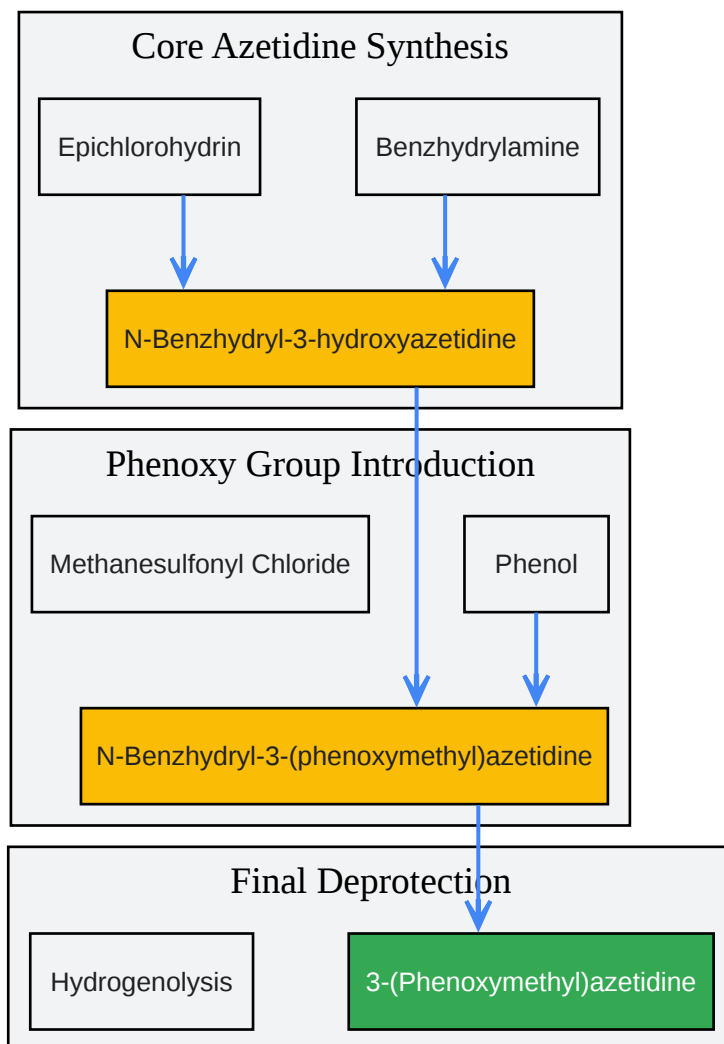 Core Azetidine Synthesis
Epichlorohydrin
Benzhydrylamine
N-Benzhydryl-3-hydroxyazetidine
Phenoxy Group Introduction
Methanesulfonyl Chloride
Phenol
N-Benzhydryl-3-(phenoxymethyl)azetidine
Final Deprotection
Hydrogenolysis
3-(Phenoxymethyl)azetidine